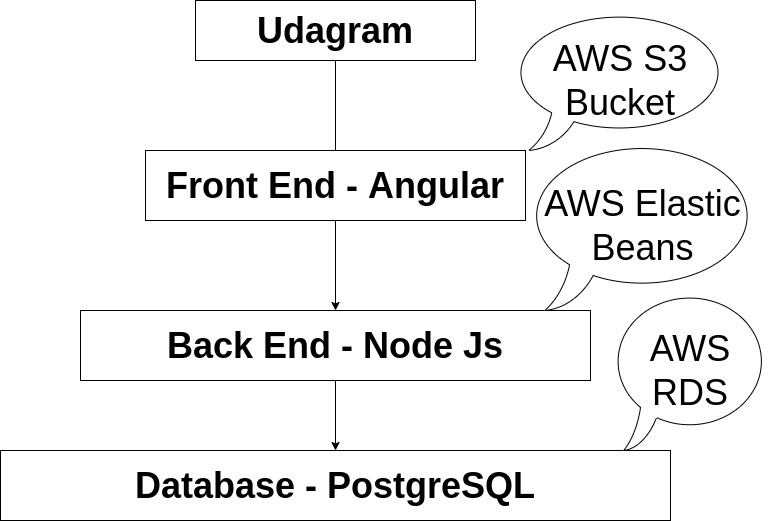 Udagram
AWS S3
Bucket
Front End - Angular
AWS Elastic
Beans
Back End - Node Js
AWS
RDS
Database - PostgreSQL